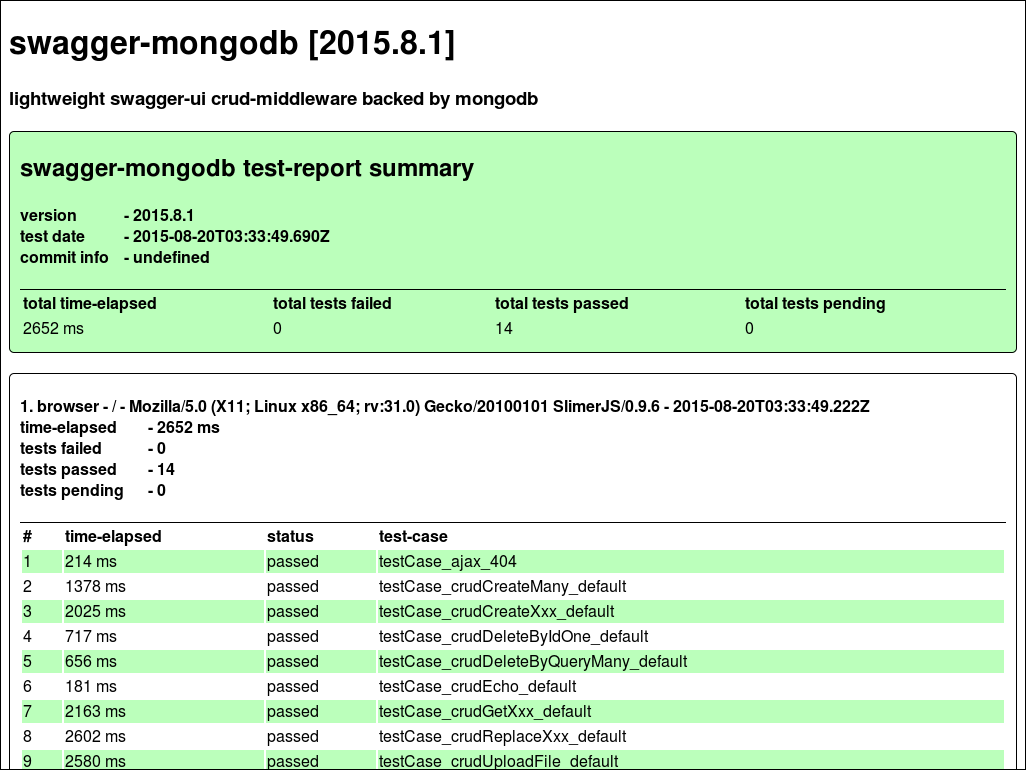 swagger-mongodb [2015.8.1]
lightweight swagger-ui crud-middleware backed by mongodb
swagger-mongodb test-report summary
version - 2015.8.1
test date - 2015-08-20T03:33:49.690Z
commit info - undefined
total time-elapsed total tests failed total tests passed total tests pending
2652 ms 0 14 0
1. browser - / - Mozilla/5.0 (X11; Linux x86_64; rv:31.0) Gecko/20100101 SlimerJS/0.9.6 - 2015-08-20T03:33:49.222Z
time-elapsed - 2652 ms
tests failed - 0
tests passed - 14
tests pending - 0
# time-elapsed status test-case
1 214 ms passed testCase_ajax_404
2 1378 ms passed testCase_crudCreateMany_default
3 2025 ms passed testCase_crudCreateXxx_default
4 717 ms passed testCase_crudDeleteByIdOne_default
5 656 ms passed testCase_crudDeleteByQueryMany_default
6 181 ms passed testCase_crudEcho_default
7 2163 ms passed testCase_crudGetXxx_default
8 2602 ms passed testCase_crudReplaceXxx_default
9 2580 ms passed testCase_crudUploadFile_default